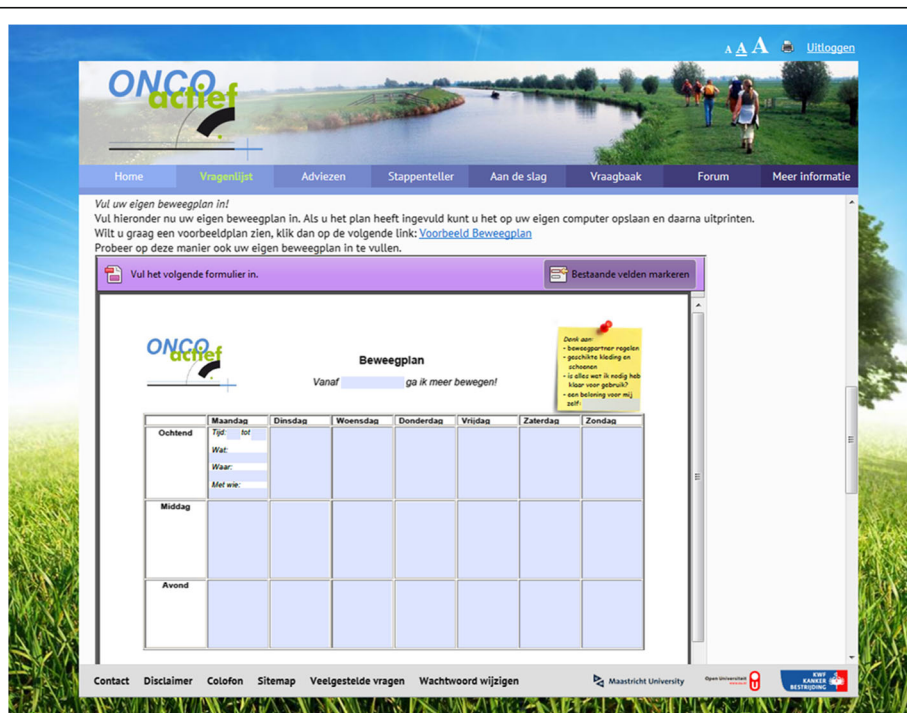 A A A Uitloggen
ONCO
actief
Home Vragenlijst Adviezen Stappenteller Aan de slag Vraagbaak Forum Meer informatie
Vul uw eigen beweegplan in!
Vul hieronder nu uw eigen beweegplan in. Als u het plan heeft ingevuld kunt u het op uw eigen computer opslaan en daarna uitprinten.
Wilt u graag een voorbeeldplan zien, klik dan op de volgende link: Voorbeeld Beweegplan
Probeer op deze manier ook uw eigen beweegplan in te vullen.
Vul het volgende formulier in. Bestaande velden markeren
ONCO
actief
Beweegplan
Vanaf ga ik meer bewegen!
Denk aan:
- beweegpartner regelen
- geschikte kleding en
schoenen
- is alles wat ik nodig heb
klaar voor gebruik?
- een beloning voor mij
zelf:
Maandag Dinsdag Woensdag Donderdag Vrijdag Zaterdag Zondag
Ochtend Tijd: tot
Wat:
Waar:
Met wie:
Middag
Avond
Contact Disclaimer Colofon Sitemap Veelgestelde vragen Wachtwoord wijzigen Maastricht University Open Universiteit
KWF
KANKER
BESTRIJDING